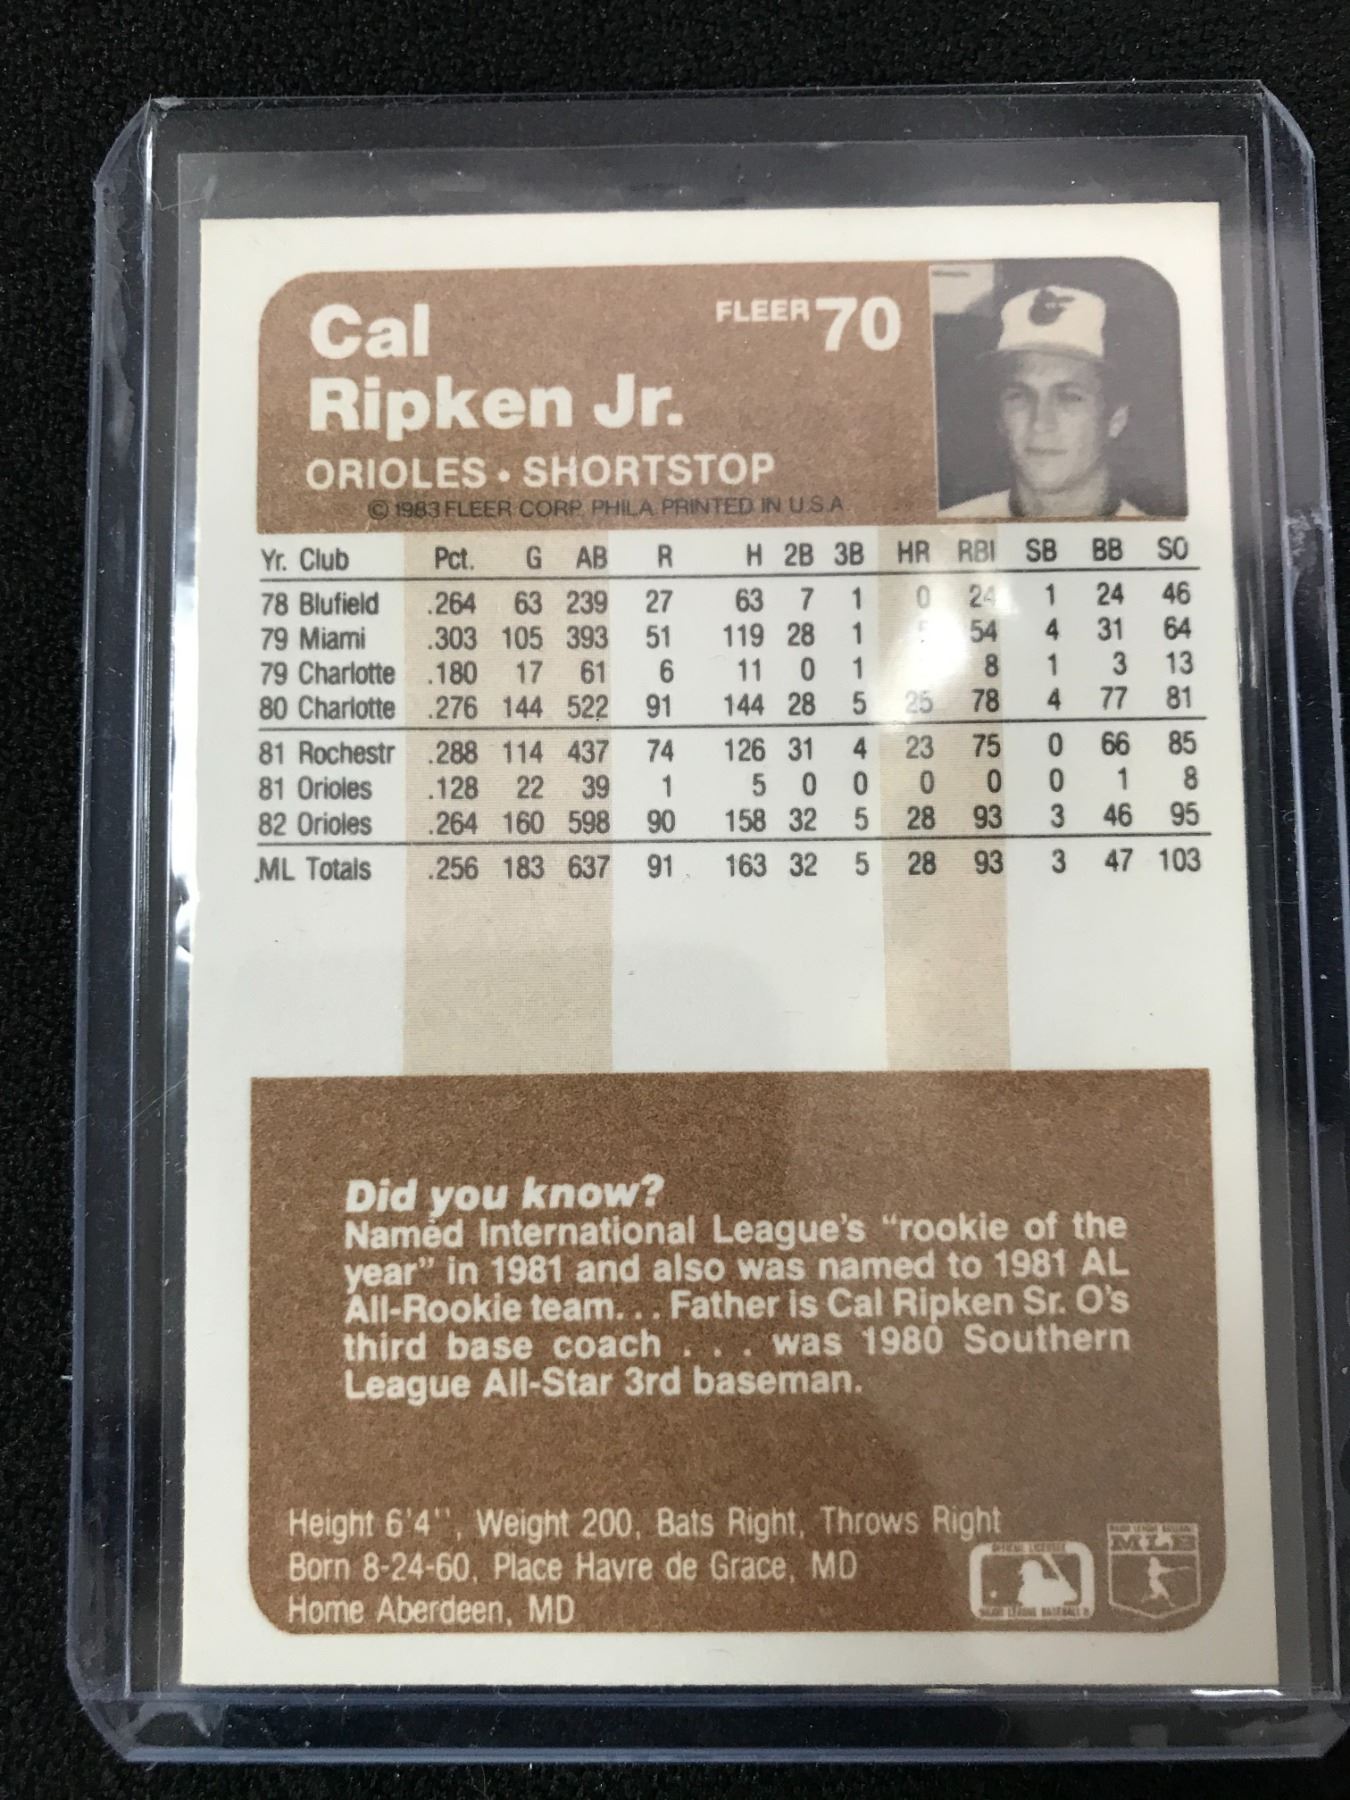 Cal
Ripken Jr.
FLEER 70
ORIOLES • SHORTSTOP
© 1983 FLEER CORP. PHILA. PRINTED IN U.S.A
Yr. Club Pct. G AB R H 2B 3B HR RBI SB BB SO
78 Blufield .264 63 239 27 63 7 1 0 24 1 24 46
79 Miami .303 105 393 51 119 28 1 54 4 31 64
79 Charlotte .180 17 61 6 11 0 1 8 1 3 13
80 Charlotte .276 144 522 91 144 28 5 25 78 4 77 81
81 Rochestr .288 114 437 74 126 31 4 23 75 0 66 85
81 Orioles .128 22 39 1 5 0 0 0 0 0 1 8
82 Orioles .264 160 598 90 158 32 5 28 93 3 46 95
ML Totals .256 183 637 91 163 32 5 28 93 3 47 103
Did you know?
Named International League's “rookie of the
year” in 1981 and also was named to 1981 AL
All-Rookie team... Father is Cal Ripken Sr. O's
third base coach . . . was 1980 Southern
League All-Star 3rd baseman.
Height 6'4'', Weight 200, Bats Right, Throws Right
Born 8-24-60, Place Havre de Grace, MD
Home Aberdeen, MD
MLB